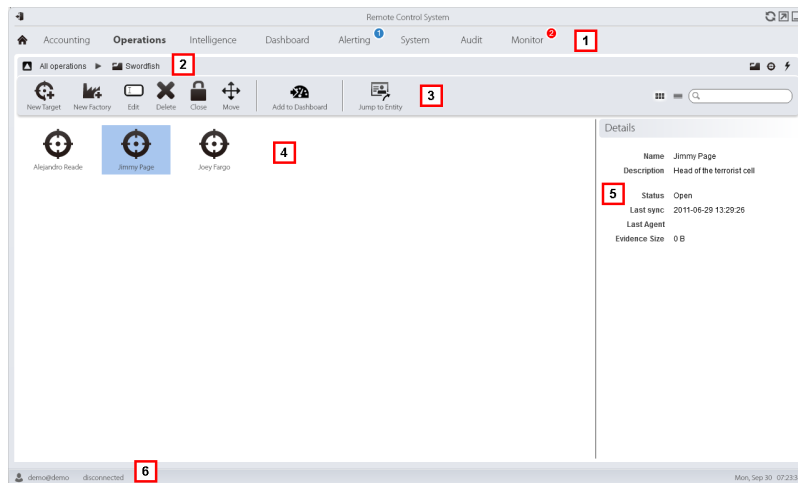 Remote Control System
Accounting Operations Intelligence Dashboard Alerting 1 System Audit Monitor 2 1
All operations Swordfish 2
New Target New Factory Edit Delete Close Move Add to Dashboard Jump to Entity 3
Alejandro Reade Jimmy Page Joey Fargo 4
Details
Name Jimmy Page
Description Head of the terrorist cell
5
Status Open
Last sync 2011-06-29 13:29:26
Last Agent
Evidence Size 0 B
demo@demo disconnected 6
Mon, Sep 30 07:23:3